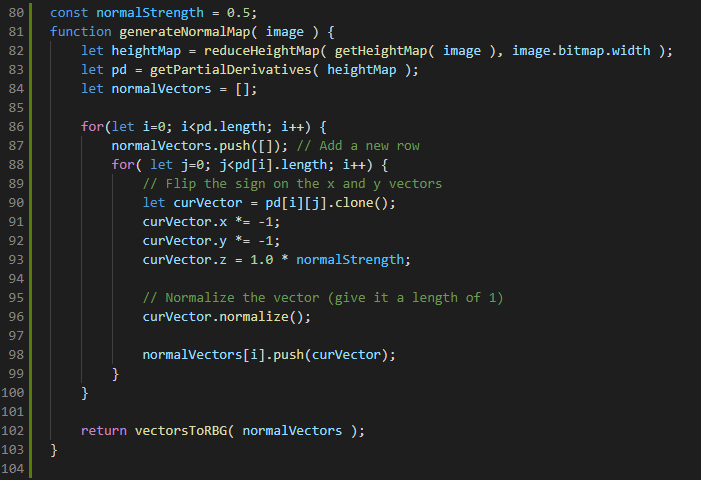 80 const normalStrength = 0.5;
81 function generateNormalMap( image ) {
82     let heightMap = reduceHeightMap( getHeightMap( image ), image.bitmap.width );
83     let pd = getPartialDerivatives( heightMap );
84     let normalVectors = [];
85
86     for(let i=0; i<pd.length; i++) {
87         normalVectors.push([]); // Add a new row
88         for( let j=0; j<pd[i].length; i++) {
89             // Flip the sign on the x and y vectors
90             let curVector = pd[i][j].clone();
91             curVector.x *= -1;
92             curVector.y *= -1;
93             curVector.z = 1.0 * normalStrength;
94
95             // Normalize the vector (give it a length of 1)
96             curVector.normalize();
97
98             normalVectors[i].push(curVector);
99         }
100     }
101
102     return vectorsToRBG( normalVectors );
103 }
104